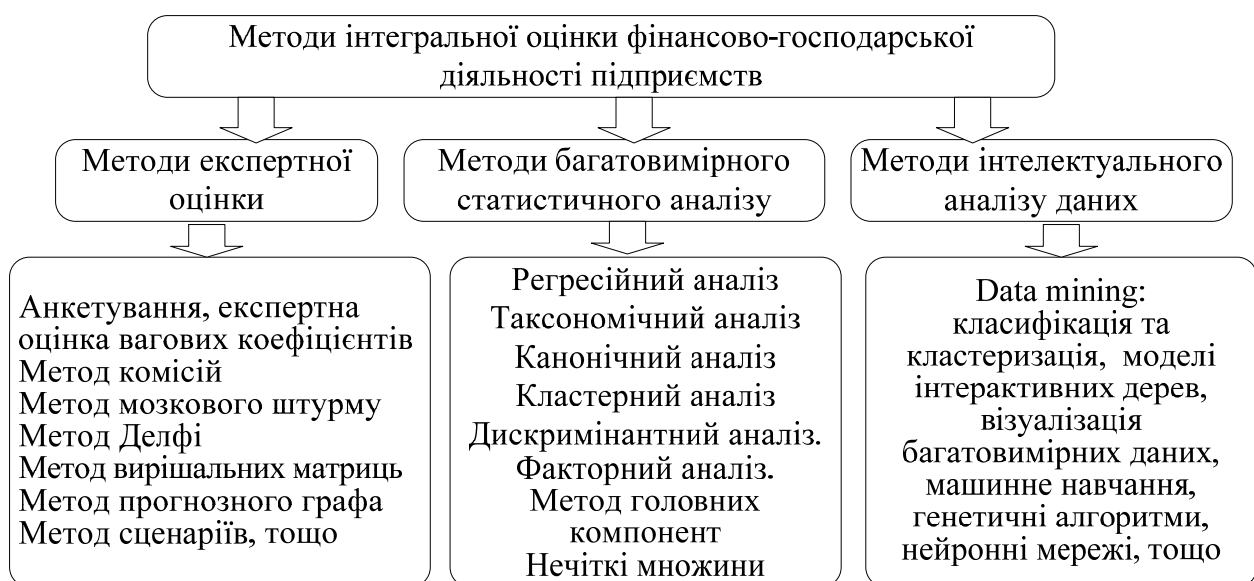 Методи інтегральної оцінки фінансово-господарської
діяльності підприємств
Методи експертної
оцінки
Методи багатовимірного
статистичного аналізу
Методи інтелектуального
аналізу даних
Анкетування, експертна
оцінка вагових коефіцієнтів
Метод комісій
Метод мозкового штурму
Метод Делфі
Метод вирішальних матриць
Метод прогнозного графа
Метод сценаріїв, тощо
Регресійний аналіз
Таксономічний аналіз
Канонічний аналіз
Кластерний аналіз
Дискримінантний аналіз.
Факторний аналіз.
Метод головних
компонент
Нечіткі множини
Data mining:
класифікація та
кластеризація, моделі
інтерактивних дерев,
візуалізація
багатовимірних даних,
машинне навчання,
генетичні алгоритми,
нейронні мережі, тощо